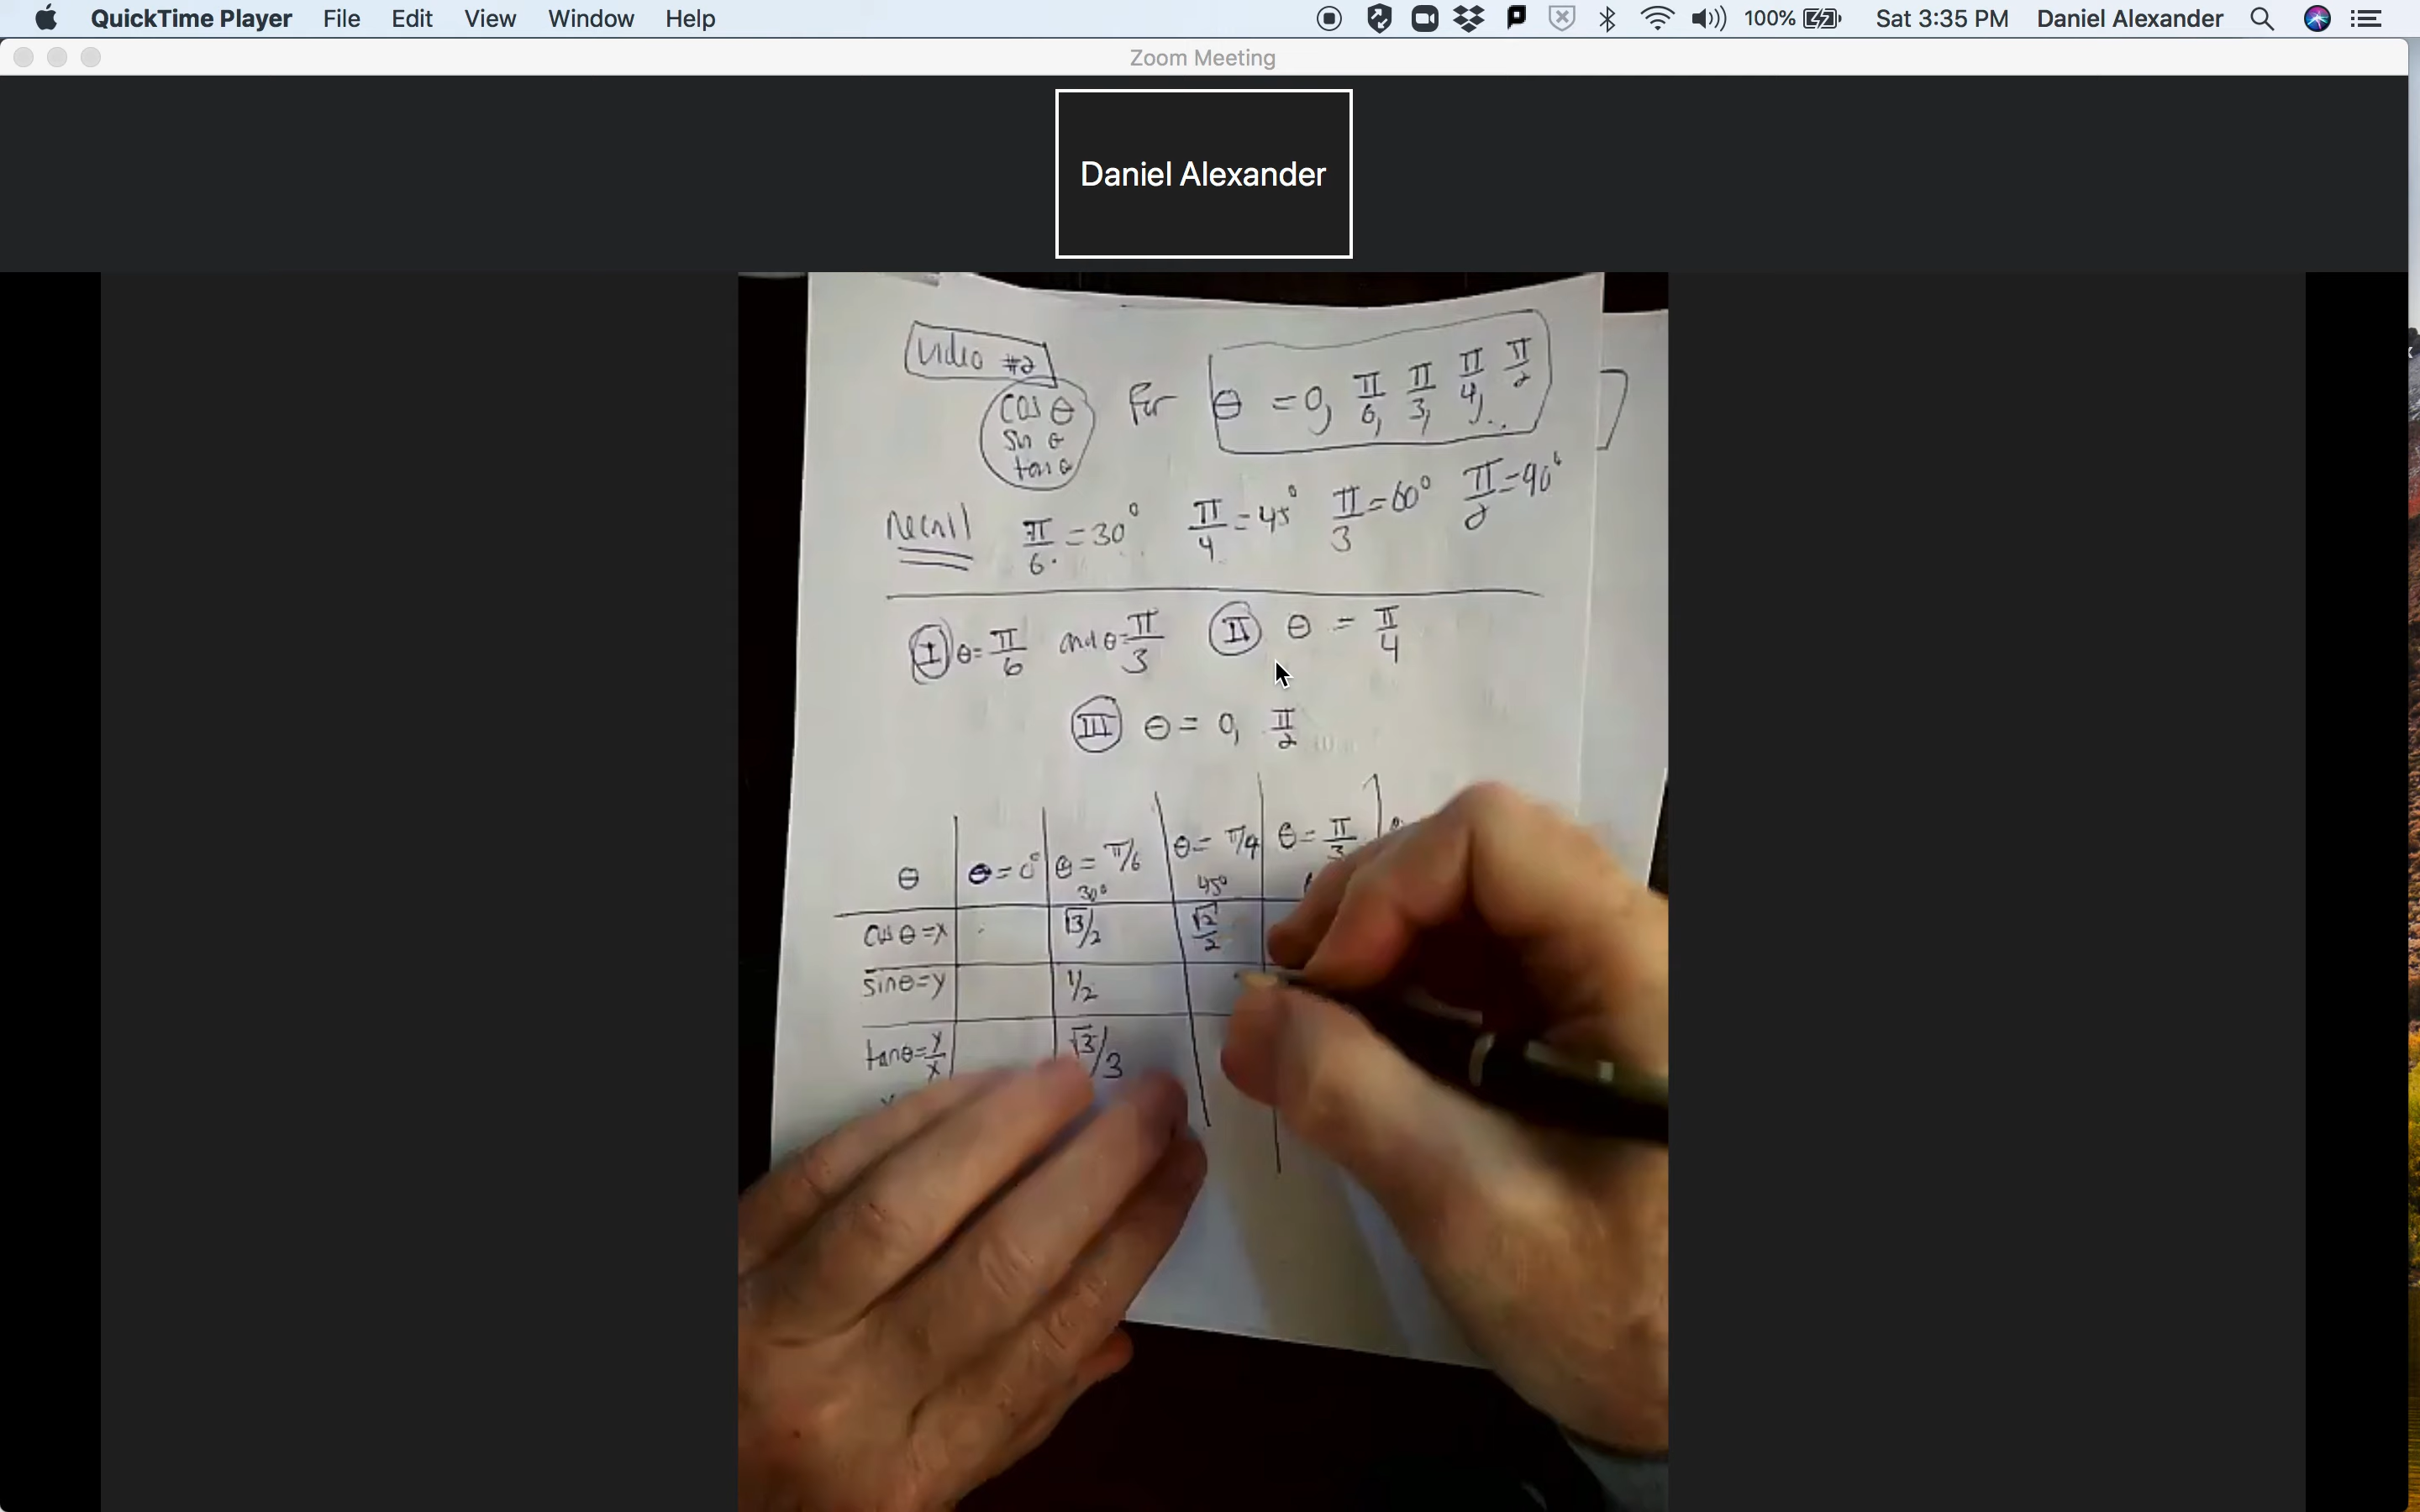 QuickTime Player File Edit View Window Help 100% Sat 3:35 PM Daniel Alexander
Zoom Meeting
Daniel Alexander
Video #2
cos θ
sin θ
tan θ
For θ = 0, π/6, π/3, π/4, .. π/2
Recall π/6 = 30° π/4 = 45° π/3 = 60° π/2 = 90°
I θ = π/6 and θ = π/3 II θ = π/4
III θ = 0, π/2
θ θ = 0° θ = π/6 30° θ = π/4 45° θ = π/3
cos θ = x √3/2 √2/2
sin θ = y 1/2
tan θ = y/x √3/3